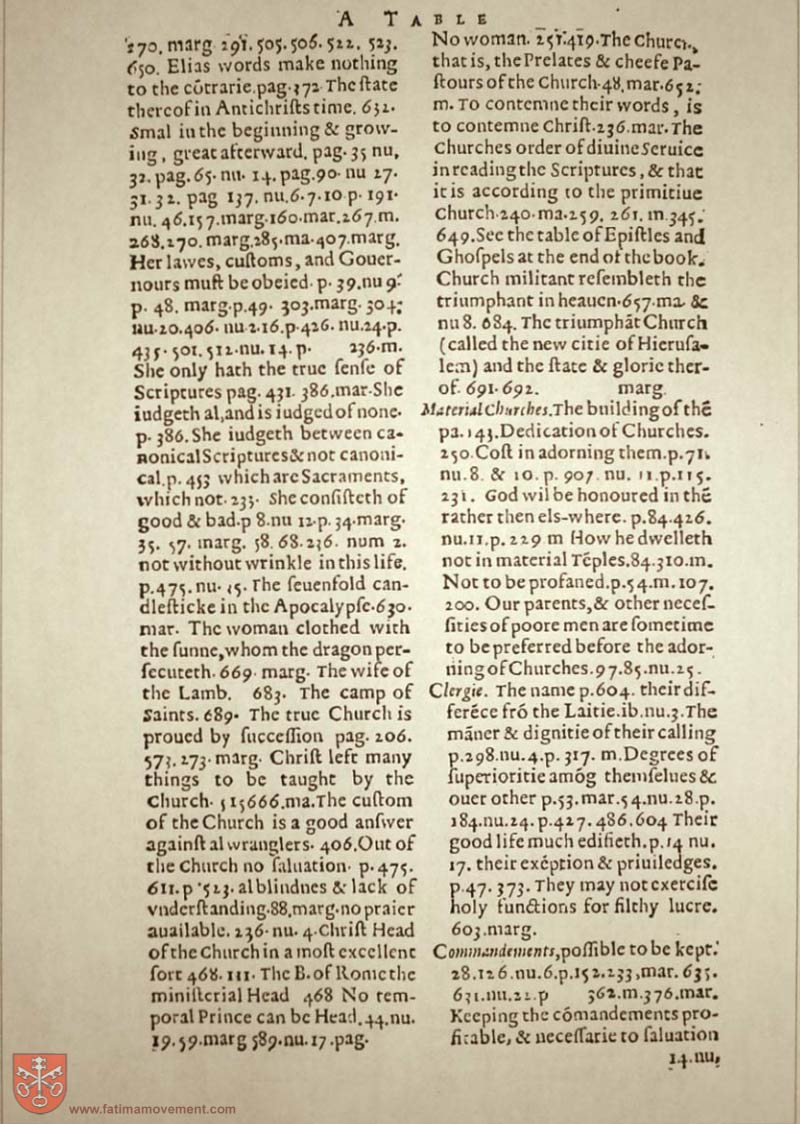 A TABLE
270. marg 291. 505. 506. 522. 523.
650. Elias words make nothing
to the cõtrarie. pag. 372 The ſtate
thereof in Antichriſts time. 632.
Smal in the beginning & grow-
ing, great afterward. pag. 35 nu,
32. pag. 65. nu. 14. pag. 90. nu 27.
31. 32. pag 137. nu. 6. 7. 10 p. 191.
nu. 46. 157. marg. 160. mar. 267. m.
268. 270. marg. 285. ma. 407. marg.
Her lawes, cuſtoms, and Gouer-
nours muſt be obeied. p. 39. nu 9.
p. 48. marg. p. 49. 303. marg. 304;
nu. 20. 406. nu. 2. 16. p. 426. nu. 24. p.
435. 501. 512. nu. 14. p. 236. m.
She only hath the true ſenſe of
Scriptures pag. 431. 386. mar. She
iudgeth al, and is iudged of none.
p. 386. She iudgeth between ca-
nonical Scriptures & not canoni-
cal. p. 453 which are Sacraments,
which not. 233. She conſiſteth of
good & bad. p 8. nu 12. p. 34. marg.
35. 57. marg. 58. 68. 236. num 2.
not without wrinkle in this life.
p. 475. nu. 15. The ſeuenfold can-
dleſticke in the Apocalypſe. 630.
mar. The woman clothed with
the ſunne, whom the dragon per-
ſecuteth. 669. marg. The wife of
the Lamb. 683. The camp of
Saints. 689. The true Church is
proued by ſucceſſion pag. 206.
573. 273. marg. Chriſt left many
things to be taught by the
Church. 515666. ma. The cuſtom
of the Church is a good anſwer
againſt al wranglers. 406. Out of
the Church no ſaluation. p. 475.
611. p 523. al blindnes & lack of
vnderſtanding. 88. marg. no praier
auailable. 236. nu. 4. Chriſt Head
of the Church in a moſt excellent
ſort 468. 111. The B. of Rome the
miniſterial Head 468 No tem-
poral Prince can be Head. 44. nu.
19. 59. marg 589. nu. 17. pag.
No woman. 251. 419. The Church,
that is, the Prelates & cheefe Pa-
ſtours of the Church. 48. mar. 652;
m. To contemne their words, is
to contemne Chriſt. 236. mar. The
Churches order of diuine Seruice
in reading the Scriptures, & that
it is according to the primitiue
Church. 240. ma. 259. 261. m. 345.
649. See the table of Epiſtles and
Ghoſpels at the end of the book.
Church militant reſembleth the
triumphant in heauen. 657. ma. &
nu 8. 684. The triumphãt Church
(called the new citie of Hieruſa-
lem) and the ſtate & glorie ther-
of. 691. 692. marg.
Material Churches. The building of thẽ
pa. 143. Dedication of Churches.
250. Coſt in adorning them. p. 71.
nu. 8. & 10. p. 907. nu. 11. p. 115.
231. God wil be honoured in thẽ
rather then els-where. p. 84. 426.
nu. 11. p. 229 m How he dwelleth
not in material Tẽples. 84. 310. m.
Not to be profaned. p. 54. m. 107.
200. Our parents, & other neceſ-
ſities of poore men are ſometime
to be preferred before the ador-
ning of Churches. 97. 85. nu. 25.
Clergie. The name p. 604. their diſ-
ferẽce frõ the Laitie. ib. nu. 3. The
mãner & dignitie of their calling
p. 298. nu. 4. p. 317. m. Degrees of
ſuperioritie amõg themſelues &
ouer other p. 53. mar. 54. nu. 28. p.
184. nu. 24. p. 427. 486. 604 Their
good life much edifieth. p. 14 nu.
17. their exẽption & priuiledges.
p. 47. 373. They may not exerciſe
holy functions for filthy lucre.
603. marg.
Commandements, poſſible to be kept.
28. 126. nu. 6. p. 152. 233, mar. 635.
631. nu. 22. p 362. m. 376. mar.
Keeping the cõmandements pro-
fitable, & neceſſarie to ſaluation
14. nu,
www.fatimamovement.com